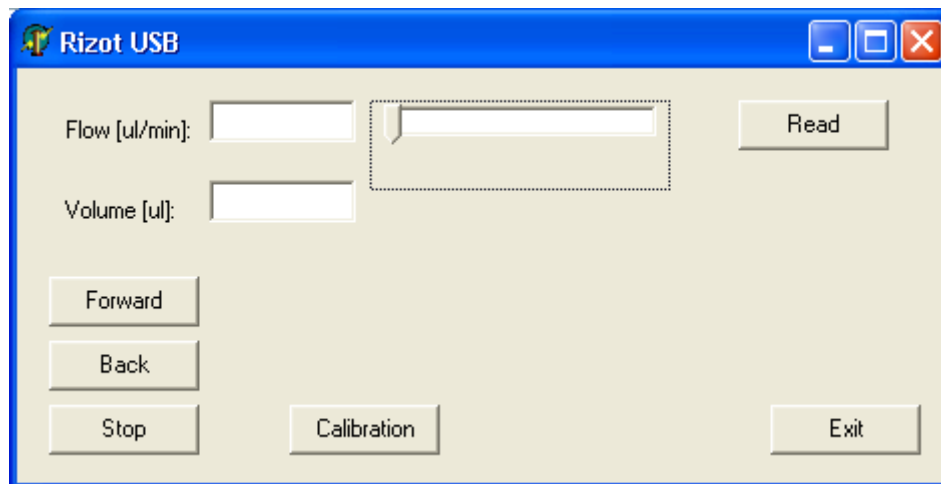 Rizot USB
Flow [ul/min]:
Read
Volume [ul]:
Forward
Back
Stop
Calibration
Exit